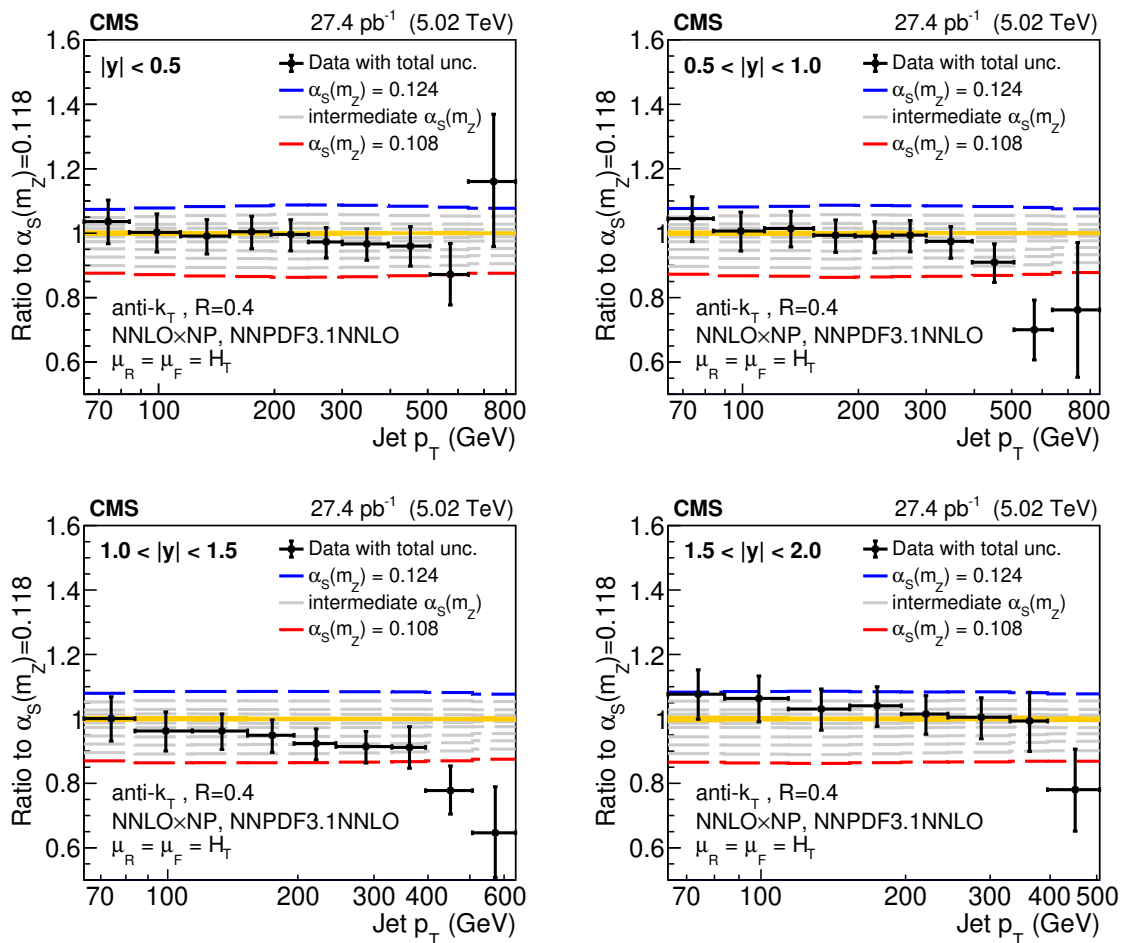 CMS 27.4 pb⁻¹ (5.02 TeV)
|y| < 0.5
Data with total unc.
α_S(m_Z) = 0.124
intermediate α_S(m_Z)
α_S(m_Z) = 0.108
Ratio to α_S(m_Z)=0.118
1.6
1.4
1.2
1
0.8
0.6
anti-k_T , R=0.4
NNLO×NP, NNPDF3.1NNLO
μ_R = μ_F = H_T
70 100 200 300 500 800
Jet p_T (GeV)
CMS 27.4 pb⁻¹ (5.02 TeV)
0.5 < |y| < 1.0
Data with total unc.
α_S(m_Z) = 0.124
intermediate α_S(m_Z)
α_S(m_Z) = 0.108
Ratio to α_S(m_Z)=0.118
1.6
1.4
1.2
1
0.8
0.6
anti-k_T , R=0.4
NNLO×NP, NNPDF3.1NNLO
μ_R = μ_F = H_T
70 100 200 300 500 800
Jet p_T (GeV)
CMS 27.4 pb⁻¹ (5.02 TeV)
1.0 < |y| < 1.5
Data with total unc.
α_S(m_Z) = 0.124
intermediate α_S(m_Z)
α_S(m_Z) = 0.108
Ratio to α_S(m_Z)=0.118
1.6
1.4
1.2
1
0.8
0.6
anti-k_T , R=0.4
NNLO×NP, NNPDF3.1NNLO
μ_R = μ_F = H_T
70 100 200 300 400 600
Jet p_T (GeV)
CMS 27.4 pb⁻¹ (5.02 TeV)
1.5 < |y| < 2.0
Data with total unc.
α_S(m_Z) = 0.124
intermediate α_S(m_Z)
α_S(m_Z) = 0.108
Ratio to α_S(m_Z)=0.118
1.6
1.4
1.2
1
0.8
0.6
anti-k_T , R=0.4
NNLO×NP, NNPDF3.1NNLO
μ_R = μ_F = H_T
70 100 200 300 400 500
Jet p_T (GeV)